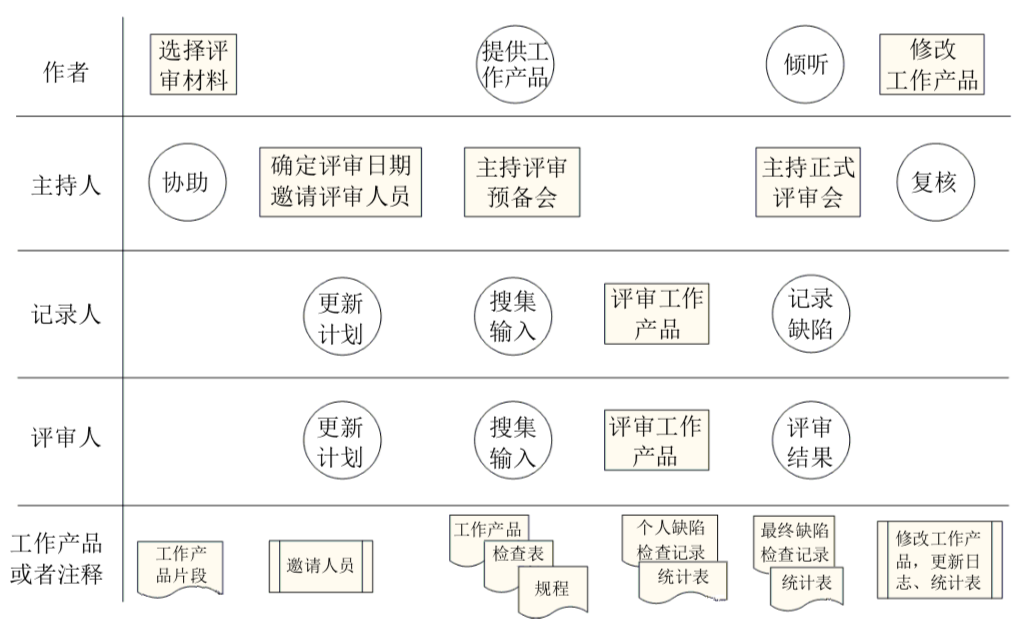 作者
选择评
审材料
提供工
作产品
倾听
修改
工作产品
主持人
协助
确定评审日期
邀请评审人员
主持评审
预备会
主持正式
评审会
复核
记录人
更新
计划
搜集
输入
评审工作
产品
记录
缺陷
评审人
更新
计划
搜集
输入
评审工作
产品
评审
结果
工作产品
或者注释
工作产
品片段
邀请人员
工作产品
检查表
规程
个人缺陷
检查记录
统计表
最终缺陷
检查记录
统计表
修改工作产
品，更新日
志、统计表